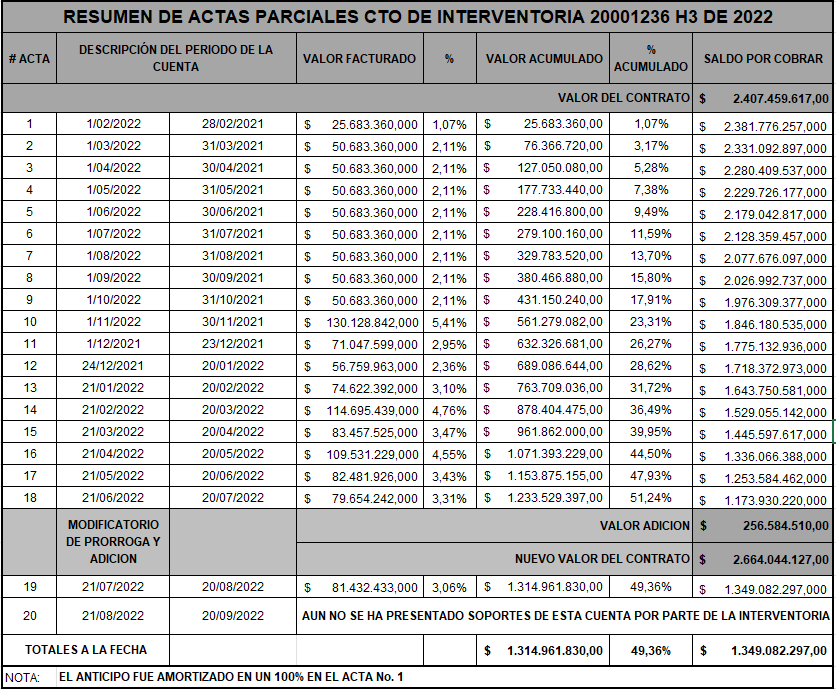 RESUMEN DE ACTAS PARCIALES CTO DE INTERVENTORIA 20001236 H3 DE 2022
# ACTA DESCRIPCIÓN DEL PERIODO DE LA CUENTA VALOR FACTURADO % VALOR ACUMULADO % ACUMULADO SALDO POR COBRAR
VALOR DEL CONTRATO $ 2.407.459.617,00
1 1/02/2022 28/02/2021 $ 25.683.360,000 1,07% $ 25.683.360,00 1,07% $ 2.381.776.257,000
2 1/03/2022 31/03/2021 $ 50.683.360,000 2,11% $ 76.366.720,00 3,17% $ 2.331.092.897,000
3 1/04/2022 30/04/2021 $ 50.683.360,000 2,11% $ 127.050.080,00 5,28% $ 2.280.409.537,000
4 1/05/2022 31/05/2021 $ 50.683.360,000 2,11% $ 177.733.440,00 7,38% $ 2.229.726.177,000
5 1/06/2022 30/06/2021 $ 50.683.360,000 2,11% $ 228.416.800,00 9,49% $ 2.179.042.817,000
6 1/07/2022 31/07/2021 $ 50.683.360,000 2,11% $ 279.100.160,00 11,59% $ 2.128.359.457,000
7 1/08/2022 31/08/2021 $ 50.683.360,000 2,11% $ 329.783.520,00 13,70% $ 2.077.676.097,000
8 1/09/2022 30/09/2021 $ 50.683.360,000 2,11% $ 380.466.880,00 15,80% $ 2.026.992.737,000
9 1/10/2022 31/10/2021 $ 50.683.360,000 2,11% $ 431.150.240,00 17,91% $ 1.976.309.377,000
10 1/11/2022 30/11/2021 $ 130.128.842,000 5,41% $ 561.279.082,00 23,31% $ 1.846.180.535,000
11 1/12/2021 23/12/2021 $ 71.047.599,000 2,95% $ 632.326.681,00 26,27% $ 1.775.132.936,000
12 24/12/2021 20/01/2022 $ 56.759.963,000 2,36% $ 689.086.644,00 28,62% $ 1.718.372.973,000
13 21/01/2022 20/02/2022 $ 74.622.392,000 3,10% $ 763.709.036,00 31,72% $ 1.643.750.581,000
14 21/02/2022 20/03/2022 $ 114.695.439,000 4,76% $ 878.404.475,00 36,49% $ 1.529.055.142,000
15 21/03/2022 20/04/2022 $ 83.457.525,000 3,47% $ 961.862.000,00 39,95% $ 1.445.597.617,000
16 21/04/2022 20/05/2022 $ 109.531.229,000 4,55% $ 1.071.393.229,00 44,50% $ 1.336.066.388,000
17 21/05/2022 20/06/2022 $ 82.481.926,000 3,43% $ 1.153.875.155,00 47,93% $ 1.253.584.462,000
18 21/06/2022 20/07/2022 $ 79.654.242,000 3,31% $ 1.233.529.397,00 51,24% $ 1.173.930.220,000
MODIFICATORIO
DE PRORROGA Y
ADICION
VALOR ADICION $ 256.584.510,00
NUEVO VALOR DEL CONTRATO $ 2.664.044.127,00
19 21/07/2022 20/08/2022 $ 81.432.433,000 3,06% $ 1.314.961.830,00 49,36% $ 1.349.082.297,000
20 21/08/2022 20/09/2022 AUN NO SE HA PRESENTADO SOPORTES DE ESTA CUENTA POR PARTE DE LA INTERVENTORIA
TOTALES A LA FECHA $ 1.314.961.830,00 49,36% $ 1.349.082.297,00
NOTA: EL ANTICIPO FUE AMORTIZADO EN UN 100% EN EL ACTA No. 1